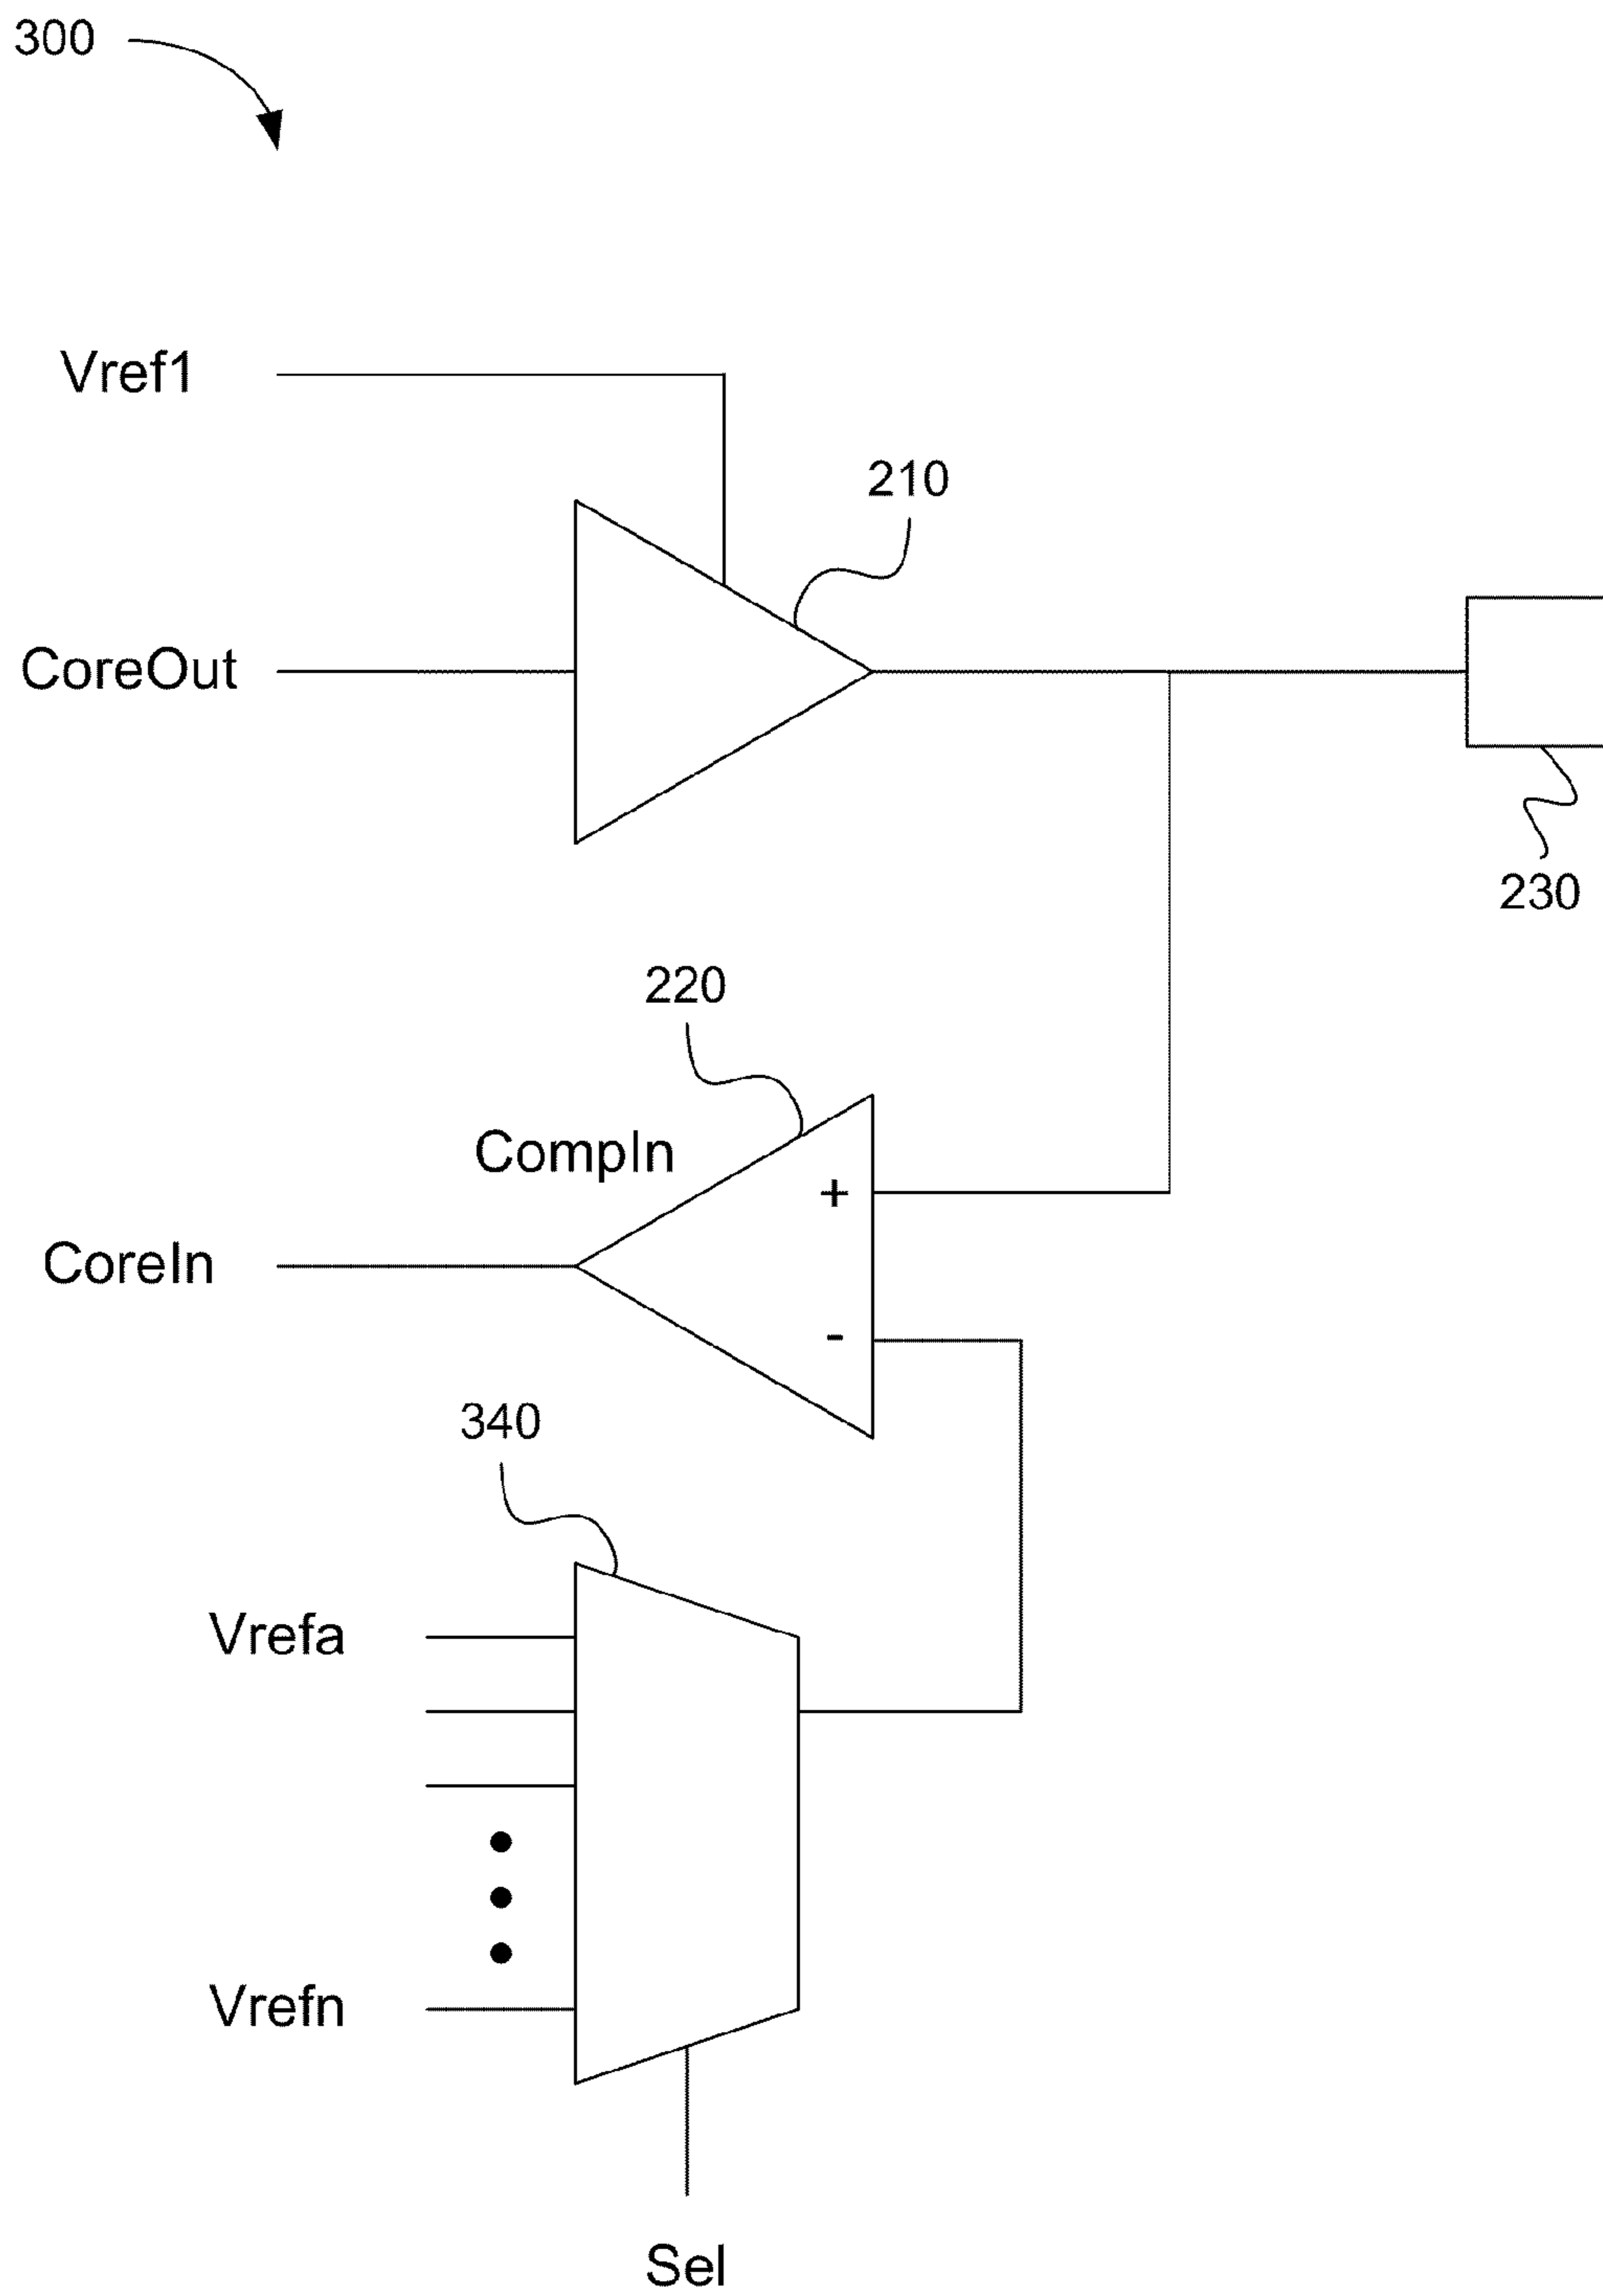 300
Vref1
210
CoreOut
230
220
CompIn
+
CoreIn
-
340
Vrefa
Vrefn
Sel